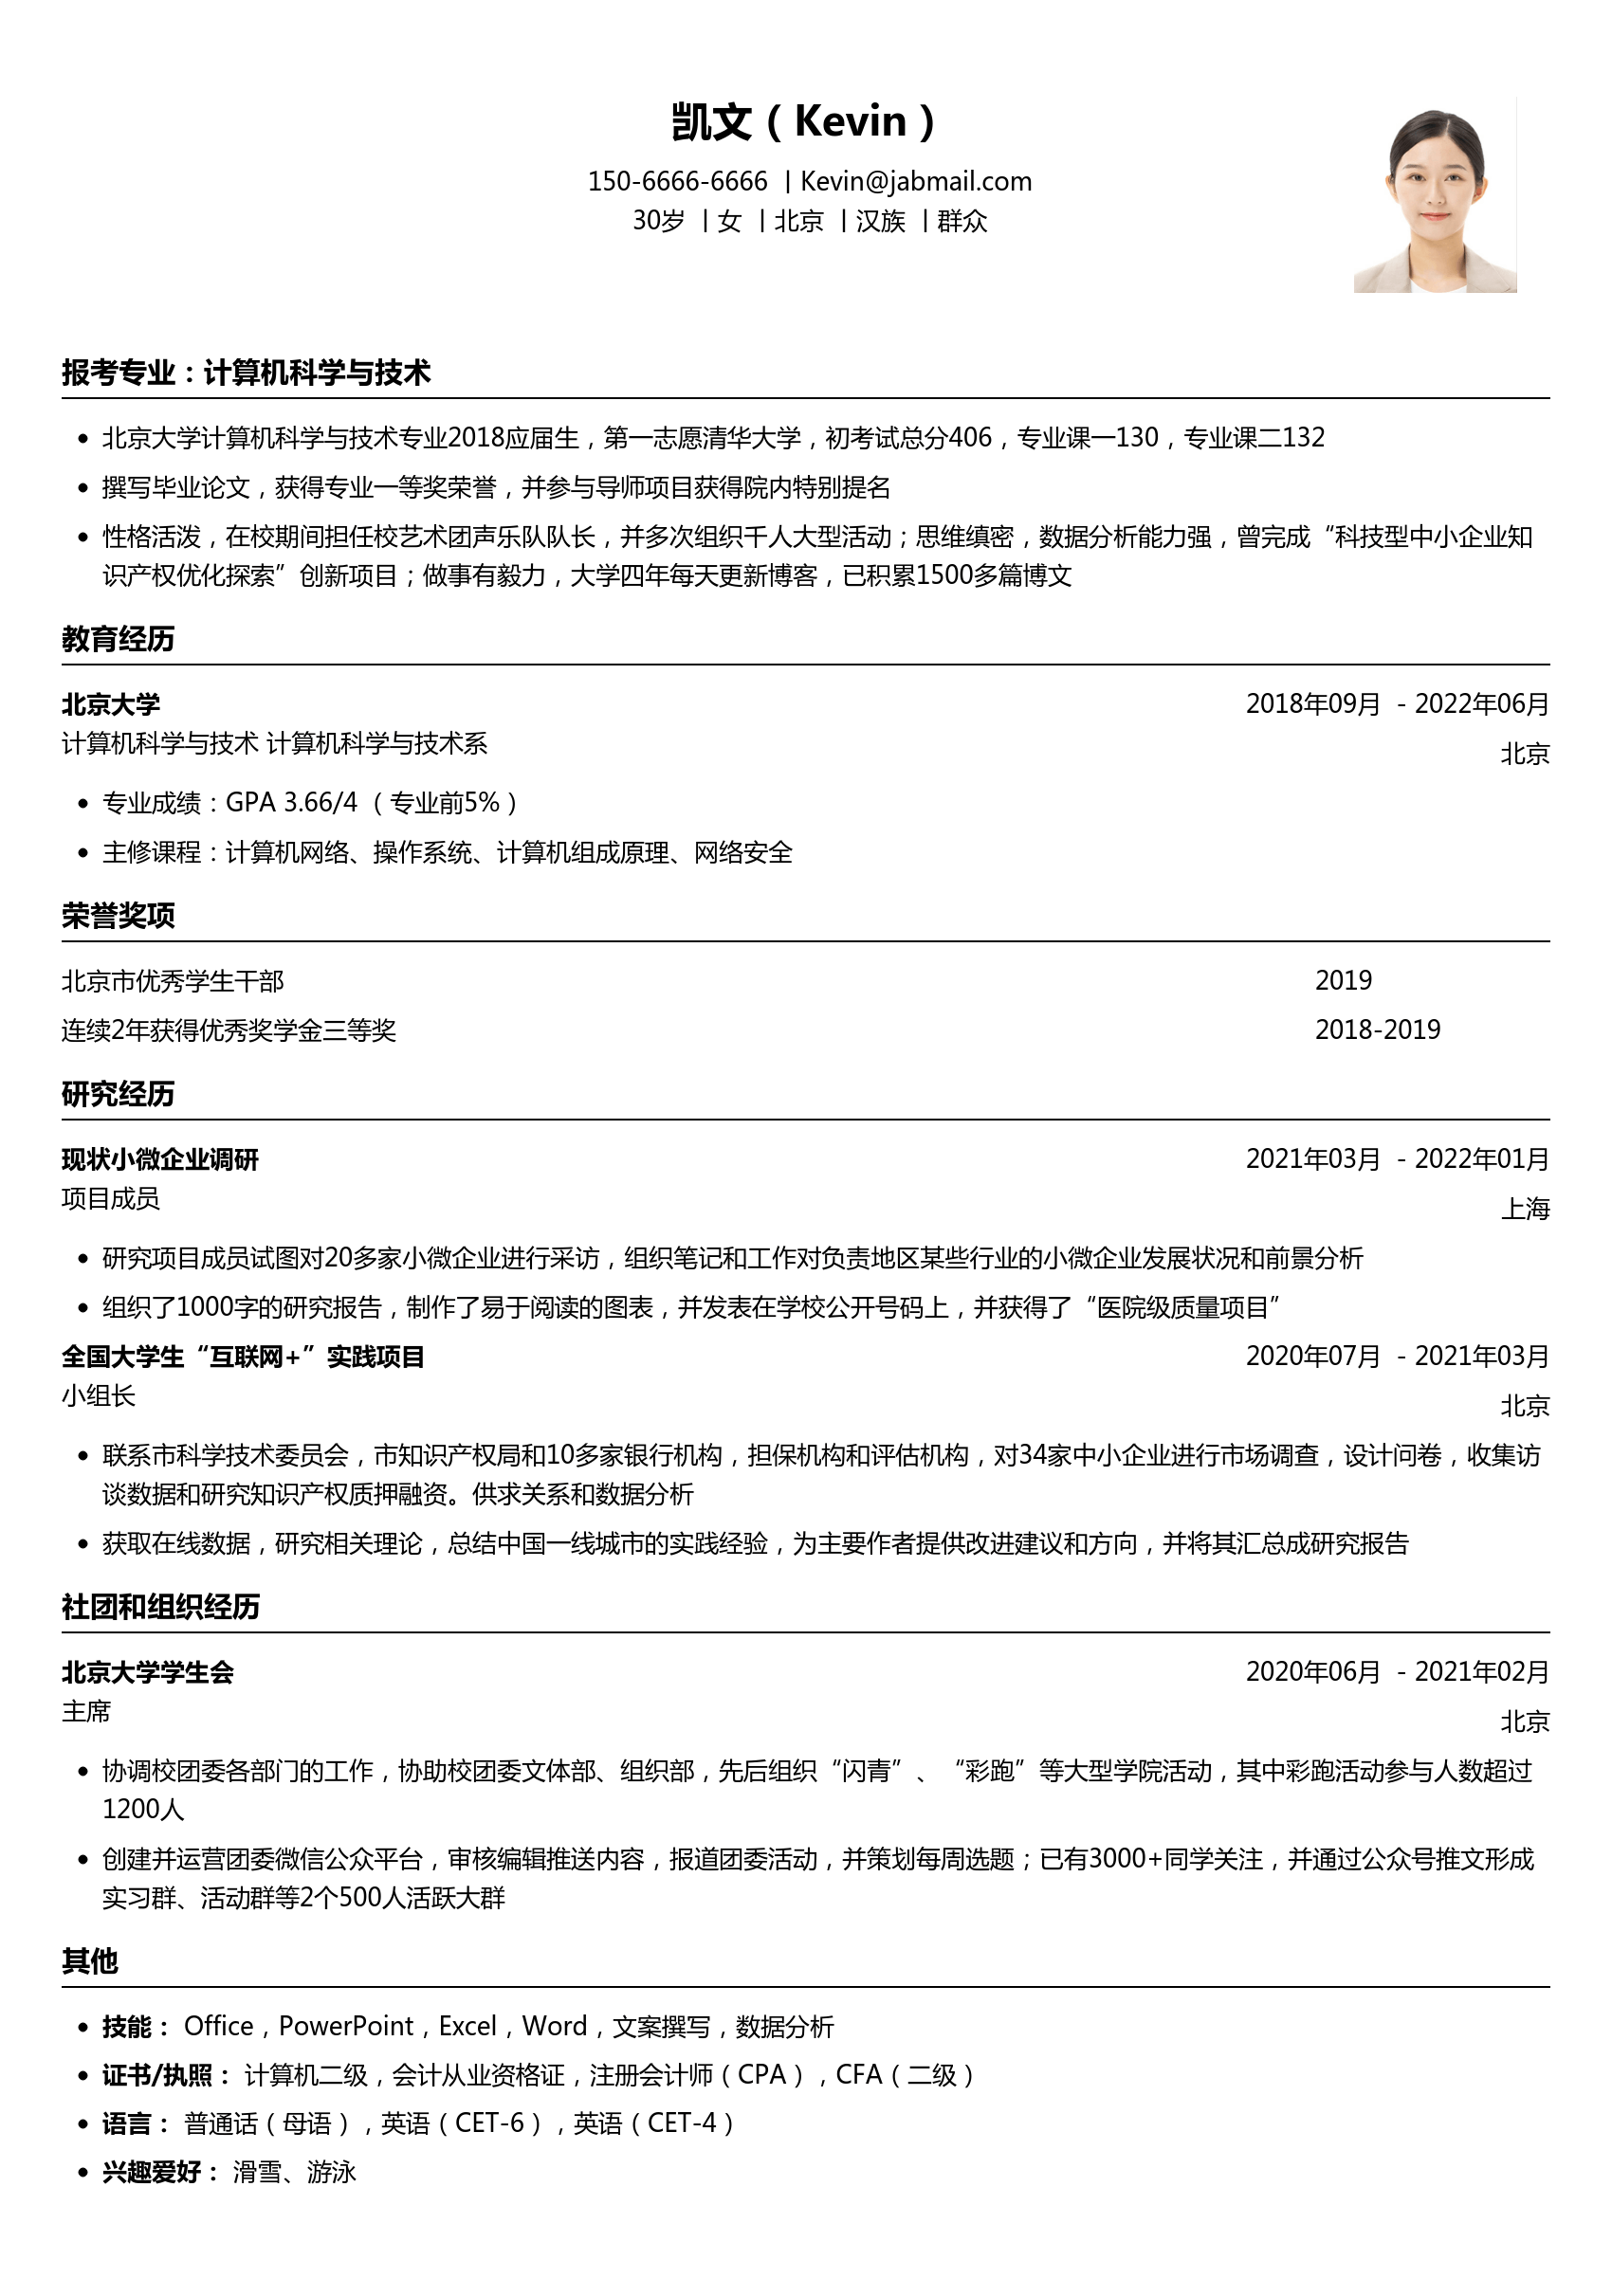 凯文（Kevin）
150-6666-6666 | Kevin@jabmail.com
30岁 | 女 | 北京 | 汉族 | 群众
报考专业：计算机科学与技术
• 北京大学计算机科学与技术专业2018应届生，第一志愿清华大学，初考试总分406，专业课一130，专业课二132
• 撰写毕业论文，获得专业一等奖荣誉，并参与导师项目获得院内特别提名
• 性格活泼，在校期间担任校艺术团声乐队队长，并多次组织千人大型活动；思维缜密，数据分析能力强，曾完成“科技型中小企业知
识产权优化探索”创新项目；做事有毅力，大学四年每天更新博客，已积累1500多篇博文
教育经历
北京大学 2018年09月 - 2022年06月
计算机科学与技术 计算机科学与技术系 北京
• 专业成绩：GPA 3.66/4 （专业前5%）
• 主修课程：计算机网络、操作系统、计算机组成原理、网络安全
荣誉奖项
北京市优秀学生干部 2019
连续2年获得优秀奖学金三等奖 2018-2019
研究经历
现状小微企业调研 2021年03月 - 2022年01月
项目成员 上海
• 研究项目成员试图对20多家小微企业进行采访，组织笔记和工作对负责地区某些行业的小微企业发展状况和前景分析
• 组织了1000字的研究报告，制作了易于阅读的图表，并发表在学校公开号码上，并获得了“医院级质量项目”
全国大学生“互联网+”实践项目 2020年07月 - 2021年03月
小组长 北京
• 联系市科学技术委员会，市知识产权局和10多家银行机构，担保机构和评估机构，对34家中小企业进行市场调查，设计问卷，收集访
谈数据和研究知识产权质押融资。供求关系和数据分析
• 获取在线数据，研究相关理论，总结中国一线城市的实践经验，为主要作者提供改进建议和方向，并将其汇总成研究报告
社团和组织经历
北京大学学生会 2020年06月 - 2021年02月
主席 北京
• 协调校团委各部门的工作，协助校团委文体部、组织部，先后组织“闪青”、“彩跑”等大型学院活动，其中彩跑活动参与人数超过
1200人
• 创建并运营团委微信公众平台，审核编辑推送内容，报道团委活动，并策划每周选题；已有3000+同学关注，并通过公众号推文形成
实习群、活动群等2个500人活跃大群
其他
• 技能： Office，PowerPoint，Excel，Word，文案撰写，数据分析
• 证书/执照： 计算机二级，会计从业资格证，注册会计师（CPA），CFA（二级）
• 语言： 普通话（母语），英语（CET-6），英语（CET-4）
• 兴趣爱好： 滑雪、游泳